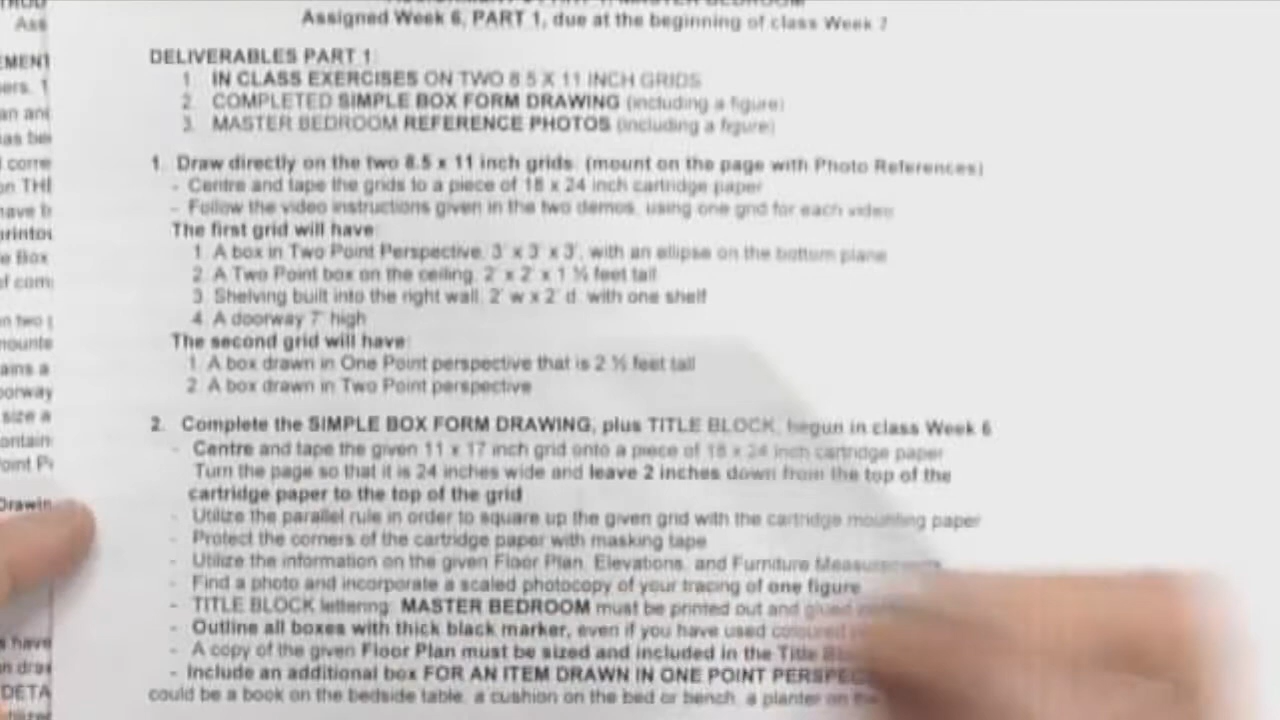 Assigned Week 6, PART 1, due at the beginning of class Week 7
DELIVERABLES PART 1:
1. IN CLASS EXERCISES ON TWO 8.5 X 11 INCH GRIDS
2. COMPLETED SIMPLE BOX FORM DRAWING (including a figure)
3. MASTER BEDROOM REFERENCE PHOTOS (including a figure)
1. Draw directly on the two 8.5 x 11 inch grids. (mount on the page with Photo References)
- Centre and tape the grids to a piece of 18 x 24 inch cartridge paper
- Follow the video instructions given in the two demos, using one grid for each video
The first grid will have:
1. A box in Two Point Perspective, 3' x 3' x 3', with an ellipse on the bottom plane
2. A Two Point box on the ceiling, 2' x 2' x 1 ½ feet tall
3. Shelving built into the right wall, 2' w x 2' d, with one shelf
4. A doorway 7' high
The second grid will have:
1. A box drawn in One Point perspective that is 2 ½ feet tall
2. A box drawn in Two Point perspective
2. Complete the SIMPLE BOX FORM DRAWING, plus TITLE BLOCK, begun in class Week 6
- Centre and tape the given 11 x 17 inch grid onto a piece of 18 x 24 inch cartridge paper
Turn the page so that it is 24 inches wide and leave 2 inches down from the top of the
cartridge paper to the top of the grid
- Utilize the parallel rule in order to square up the given grid with the cartridge mounting paper
- Protect the corners of the cartridge paper with masking tape
- Utilize the information on the given Floor Plan, Elevations, and Furniture Measurements
- Find a photo and incorporate a scaled photocopy of your tracing of one figure
- TITLE BLOCK lettering: MASTER BEDROOM must be printed out and glued
- Outline all boxes with thick black marker, even if you have used coloured
- A copy of the given Floor Plan must be sized and included in the Title
- Include an additional box FOR AN ITEM DRAWN IN ONE POINT
could be a book on the bedside table, a cushion on the bed or bench, a planter on